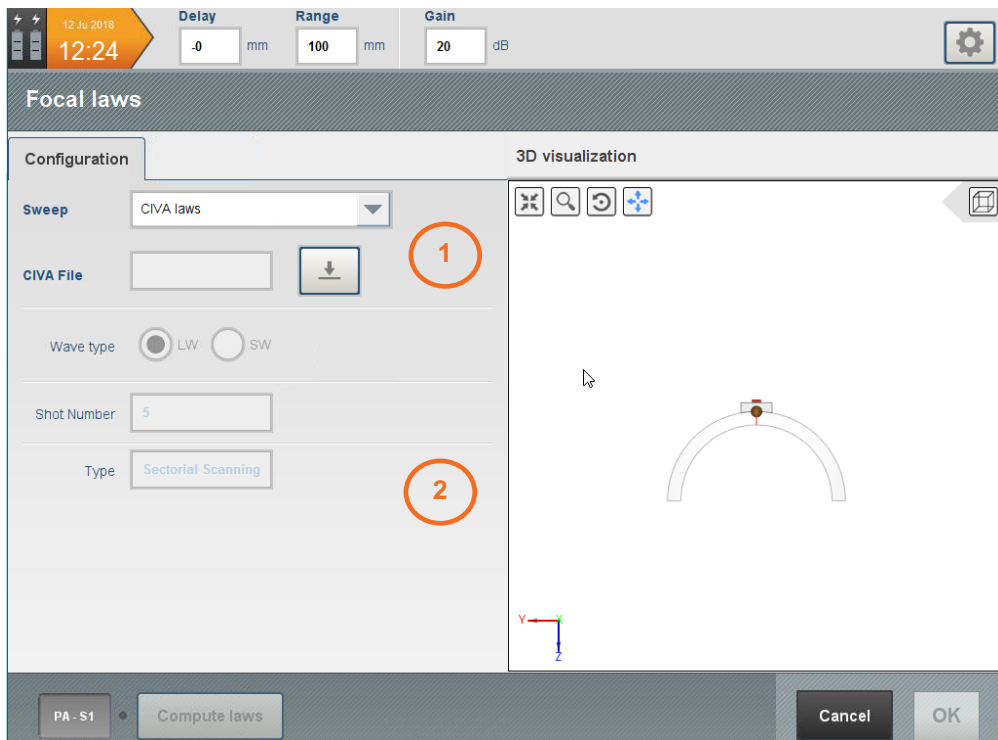 Delay Range Gain
12 Ju 2018
12:24
-0 mm 100 mm 20 dB
Focal laws
Configuration
3D visualization
Sweep CIVA laws
1
CIVA File
Wave type LW SW
Shot Number 5
Type Sectorial Scanning
2
Y X
Z
PA - S1 Compute laws Cancel OK